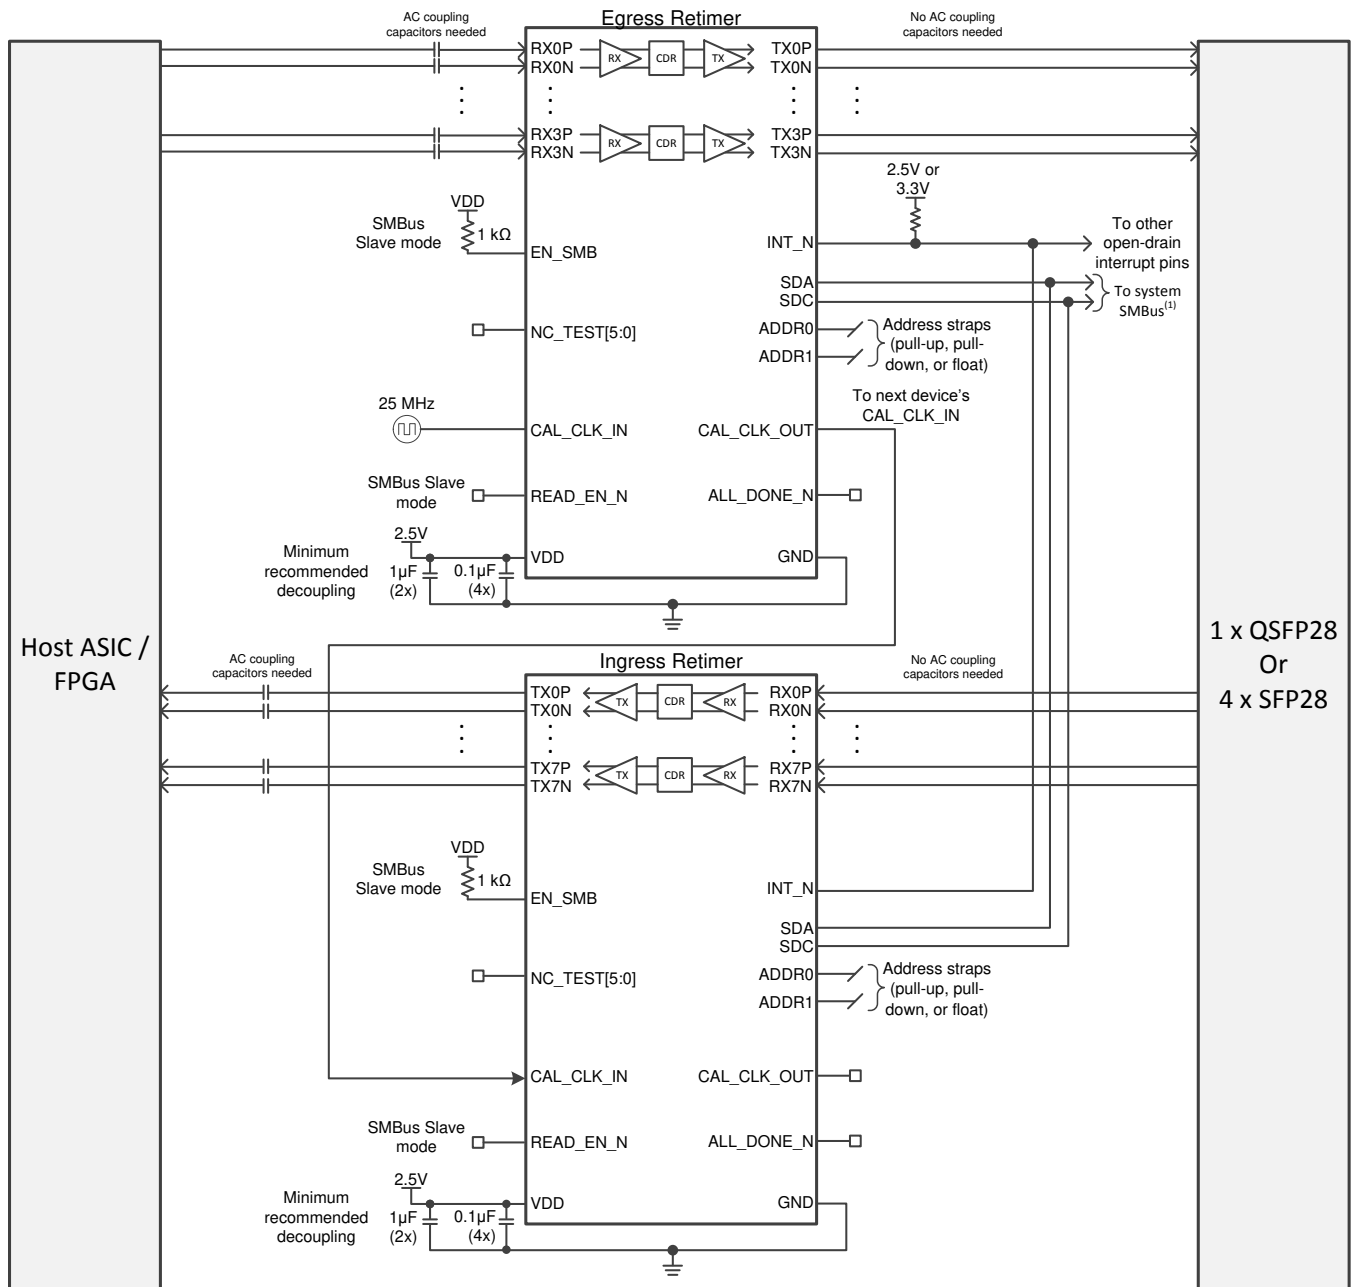 AC coupling
capacitors needed
Egress Retimer
No AC coupling
capacitors needed
RX0P
RX
CDR
TX
TX0P
RX0N
TX0N
RX3P
RX
CDR
TX
TX3P
RX3N
TX3N
2.5V or
3.3V
VDD
SMBus
Slave mode
1 kΩ
EN_SMB
INT_N
To other
open-drain
interrupt pins
SDA
SDC
To system
SMBus(1)
NC_TEST[5:0]
ADDR0
ADDR1
Address straps
(pull-up, pull-
down, or float)
To next device's
CAL_CLK_IN
25 MHz
CAL_CLK_IN
CAL_CLK_OUT
SMBus Slave
mode
READ_EN_N
ALL_DONE_N
2.5V
Minimum
recommended
decoupling
1µF
(2x)
0.1µF
(4x)
VDD
GND
Host ASIC /
FPGA
1 x QSFP28
Or
4 x SFP28
AC coupling
capacitors needed
Ingress Retimer
No AC coupling
capacitors needed
TX0P
TX
CDR
RX
RX0P
TX0N
RX0N
TX7P
TX
CDR
RX
RX7P
TX7N
RX7N
VDD
SMBus
Slave mode
1 kΩ
EN_SMB
INT_N
SDA
SDC
NC_TEST[5:0]
ADDR0
ADDR1
Address straps
(pull-up, pull-
down, or float)
CAL_CLK_IN
CAL_CLK_OUT
SMBus Slave
mode
READ_EN_N
ALL_DONE_N
2.5V
Minimum
recommended
decoupling
1µF
(2x)
0.1µF
(4x)
VDD
GND